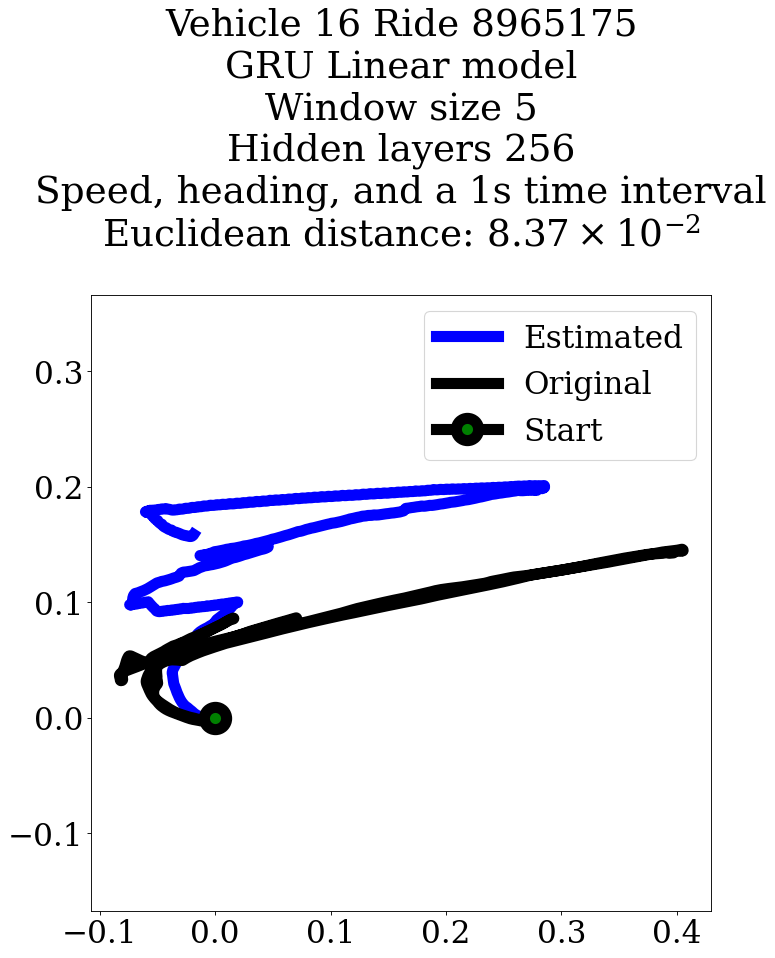 Vehicle 16 Ride 8965175
GRU Linear model
Window size 5
Hidden layers 256
Speed, heading, and a 1s time interval
Euclidean distance: 8.37 × 10⁻²
Estimated
Original
Start
0.3
0.2
0.1
0.0
−0.1
−0.1 0.0 0.1 0.2 0.3 0.4